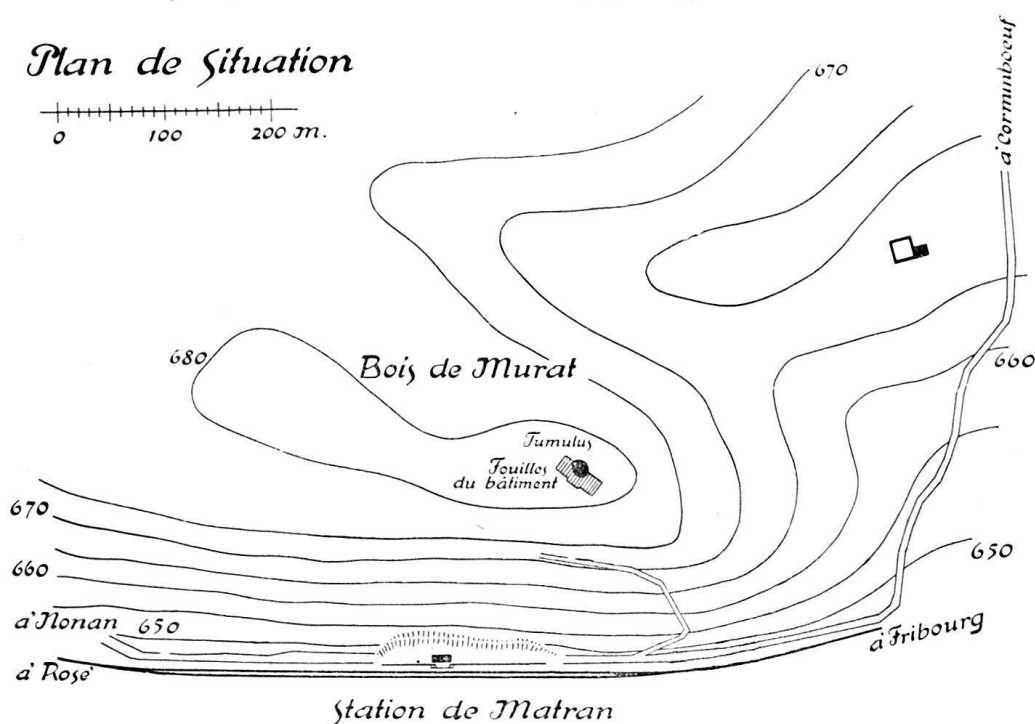 Plan de Situation
0 100 200 m.
670
à Cormınboeuf
680
Bois de Murat
660
Tumulus
Fouilles
du bâtiment
670
650
660
à Nonan
650
à Fribourg
à Rosé
Station de Matran